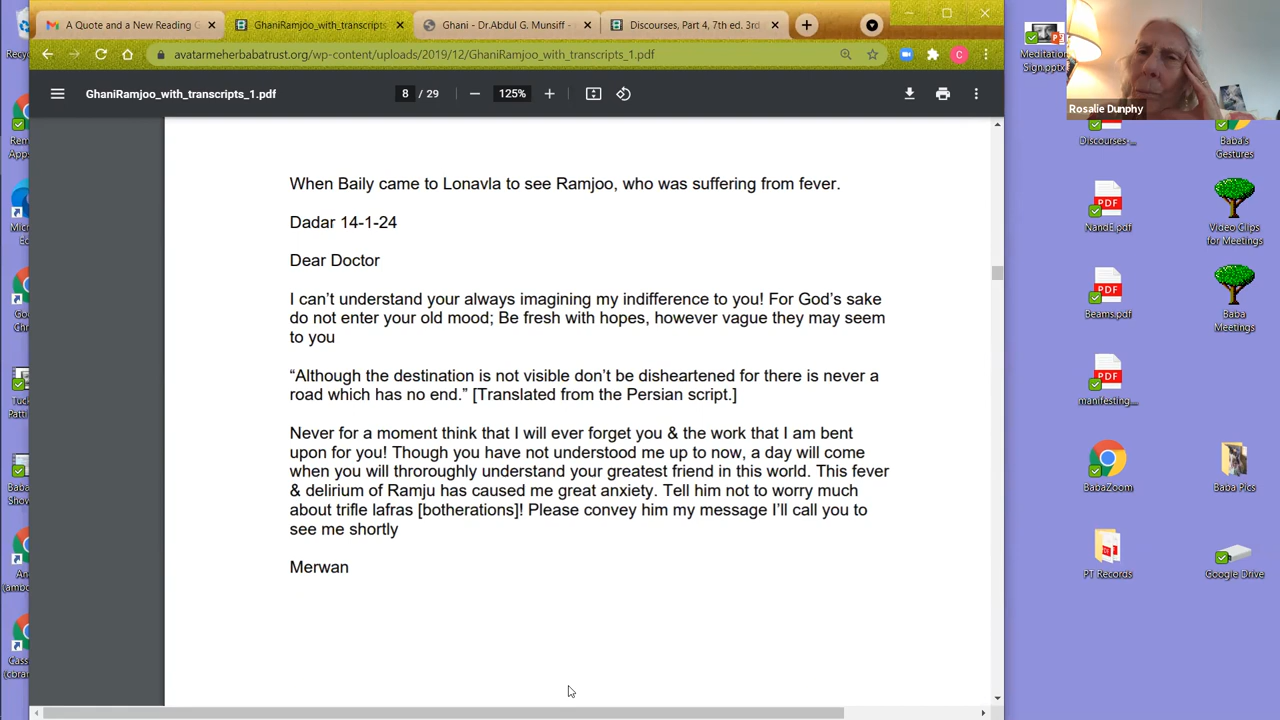 A Quote and a New Reading G
GhaniRamjoo_with_transcripts
Ghani - Dr.Abdul G. Munsiff -
Discourses, Part 4, 7th ed. 3rd
avatarmeherbabatrust.org/wp-content/uploads/2019/12/GhaniRamjoo_with_transcripts_1.pdf
C
GhaniRamjoo_with_transcripts_1.pdf
8 / 29
125%
When Baily came to Lonavla to see Ramjoo, who was suffering from fever.
Dadar 14-1-24
Dear Doctor
I can’t understand your always imagining my indifference to you! For God’s sake
do not enter your old mood; Be fresh with hopes, however vague they may seem
to you
“Although the destination is not visible don’t be disheartened for there is never a
road which has no end.” [Translated from the Persian script.]
Never for a moment think that I will ever forget you & the work that I am bent
upon for you! Though you have not understood me up to now, a day will come
when you will throroughly understand your greatest friend in this world. This fever
& delirium of Ramju has caused me great anxiety. Tell him not to worry much
about trifle lafras [botherations]! Please convey him my message I’ll call you to
see me shortly
Merwan
Meditation
Sign.pptx
Rosalie Dunphy
Discourses ...
Baba's
Gestures
PDF
NandE.pdf
Video Clips
for Meetings
PDF
Beams.pdf
Baba
Meetings
PDF
manifesting...
BabaZoom
Baba Pics
PT Records
Google Drive